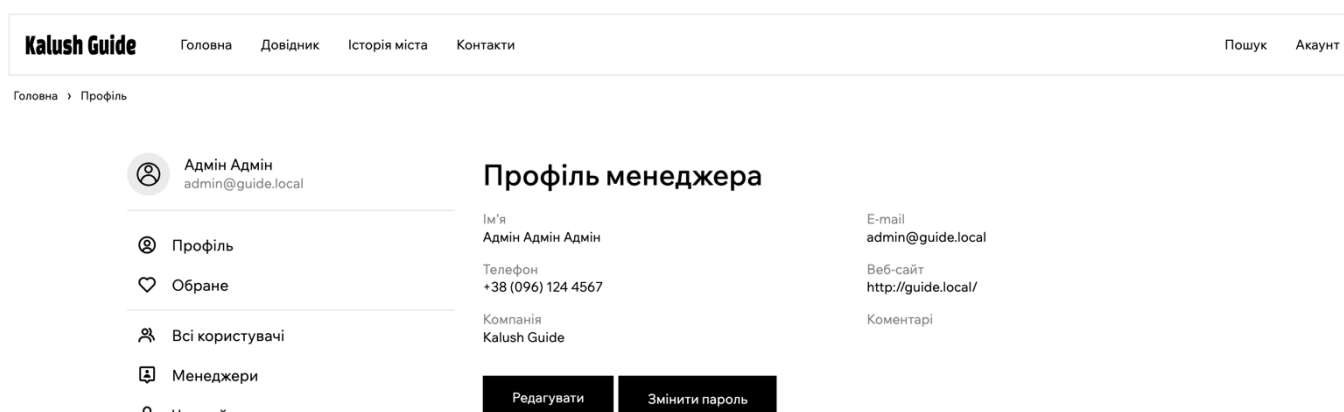 Kalush Guide Головна Довідник Історія міста Контакти Пошук Акаунт
Головна › Профіль
Адмін Адмін
admin@guide.local
Профіль
Обране
Всі користувачі
Менеджери
Профіль менеджера
Ім'я
Адмін Адмін Адмін
E-mail
admin@guide.local
Телефон
+38 (096) 124 4567
Веб-сайт
http://guide.local/
Компанія
Kalush Guide
Коментарі
Редагувати Змінити пароль